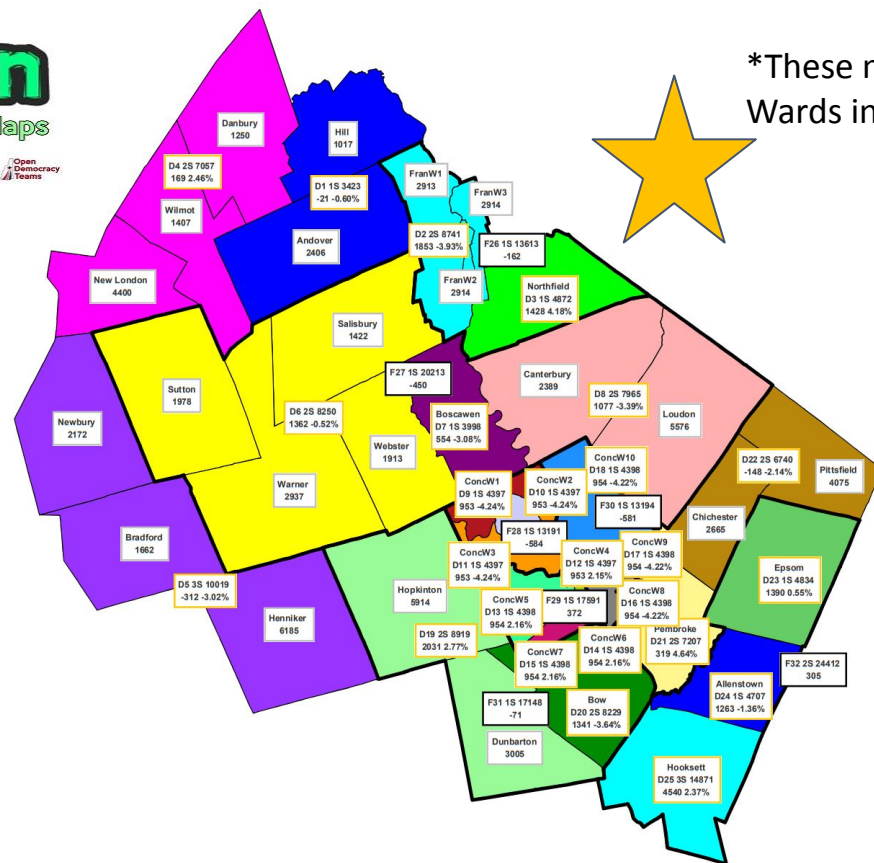 n
laps
Open
Democracy
Teams
*These n
Wards in
Danbury
1250
Hill
1017
D4 2S 7057
169 2.46%
D1 1S 3423
-21 -0.60%
FranW1
2913
FranW3
2914
Wilmot
1407
Andover
2406
D2 2S 8741
1853 -3.93%
F26 1S 13613
-162
New London
4400
FranW2
2914
Northfield
D3 1S 4872
1428 4.18%
Salisbury
1422
F27 1S 20213
-450
Canterbury
2389
Sutton
1978
D6 2S 8250
1362 -0.52%
Boscawen
D7 1S 3998
554 -3.08%
D8 2S 7965
1077 -3.39%
Loudon
5576
Newbury
2172
Webster
1913
ConcW10
D18 1S 4398
954 -4.22%
D22 2S 6740
-148 -2.14%
Pittsfield
4075
Warner
2937
ConcW1
D9 1S 4397
953 -4.24%
ConcW2
D10 1S 4397
953 -4.24%
F30 1S 13194
-581
Chichester
2665
Bradford
1662
F28 1S 13191
-584
ConcW9
D17 1S 4398
954 -4.22%
ConcW3
D11 1S 4397
953 -4.24%
ConcW4
D12 1S 4397
953 2.15%
Epsom
D23 1S 4834
1390 0.55%
D5 3S 10019
-312 -3.02%
Hopkinton
5914
ConcW5
D13 1S 4398
954 2.16%
F29 1S 17591
372
ConcW8
D16 1S 4398
954 -4.22%
Henniker
6185
D19 2S 8919
2031 2.77%
ConcW6
D14 1S 4398
954 2.16%
Pembroke
D21 2S 7207
319 4.64%
ConcW7
D15 1S 4398
954 2.16%
F32 2S 24412
305
Allenstown
D24 1S 4707
1263 -1.36%
F31 1S 17148
-71
Bow
D20 2S 8229
1341 -3.64%
Dunbarton
3005
Hooksett
D25 3S 14871
4540 2.37%